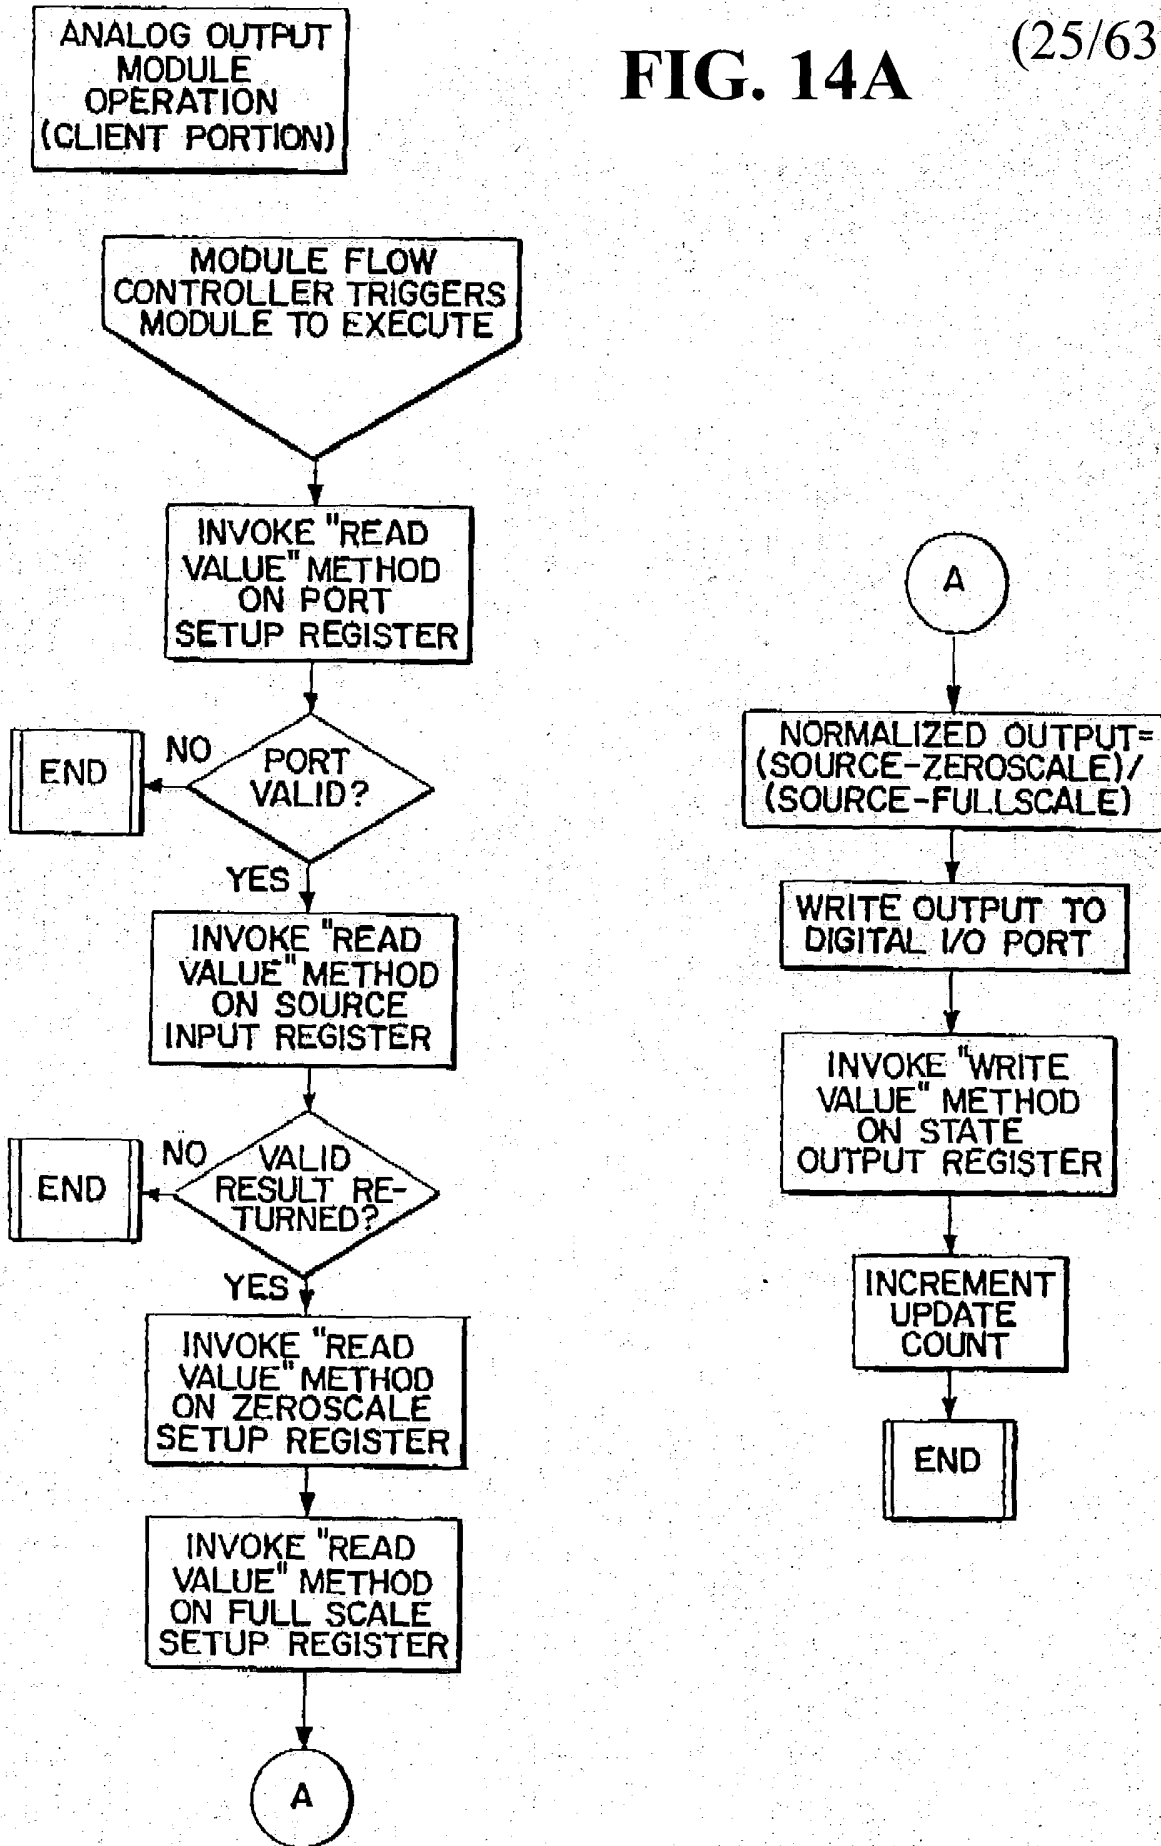 ANALOG OUTPUT
MODULE
OPERATION
(CLIENT PORTION)
FIG. 14A
(25/63
MODULE FLOW
CONTROLLER TRIGGERS
MODULE TO EXECUTE
INVOKE "READ
VALUE" METHOD
ON PORT
SETUP REGISTER
PORT
VALID?
NO
END
YES
INVOKE "READ
VALUE" METHOD
ON SOURCE
INPUT REGISTER
VALID
RESULT RE-
TURNED?
NO
END
YES
INVOKE "READ
VALUE" METHOD
ON ZEROSCALE
SETUP REGISTER
INVOKE "READ
VALUE" METHOD
ON FULL SCALE
SETUP REGISTER
A
A
NORMALIZED OUTPUT=
(SOURCE-ZEROSCALE)/
(SOURCE-FULLSCALE)
WRITE OUTPUT TO
DIGITAL I/O PORT
INVOKE "WRITE
VALUE" METHOD
ON STATE
OUTPUT REGISTER
INCREMENT
UPDATE
COUNT
END